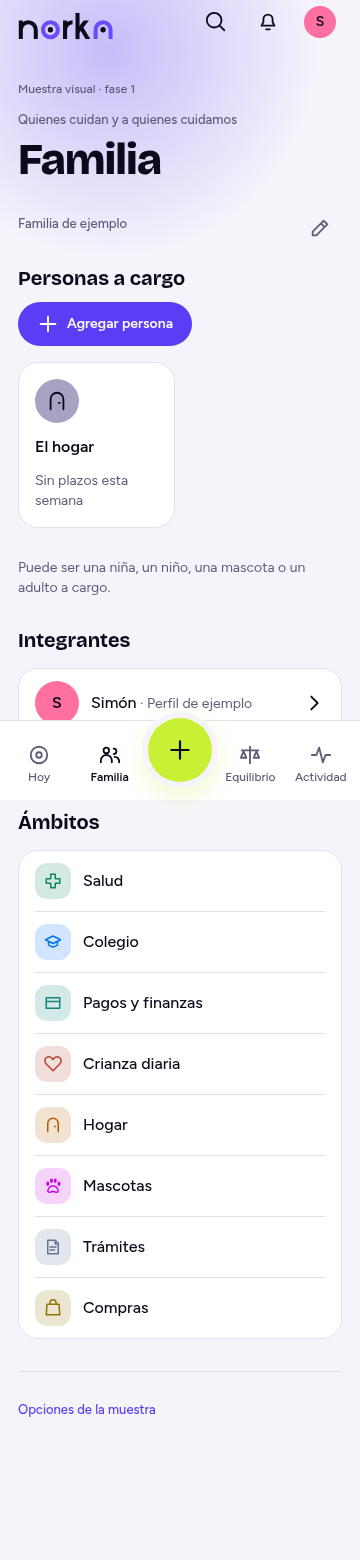 norkn
S
Muestra visual · fase 1
Quienes cuidan y a quienes cuidamos
Familia
Familia de ejemplo
Personas a cargo
Agregar persona
El hogar
Sin plazos esta
semana
Puede ser una niña, un niño, una mascota o un
adulto a cargo.
Integrantes
S
Simón · Perfil de ejemplo
Hoy
Familia
Equilibrio
Actividad
Ámbitos
Salud
Colegio
Pagos y finanzas
Crianza diaria
Hogar
Mascotas
Trámites
Compras
Opciones de la muestra